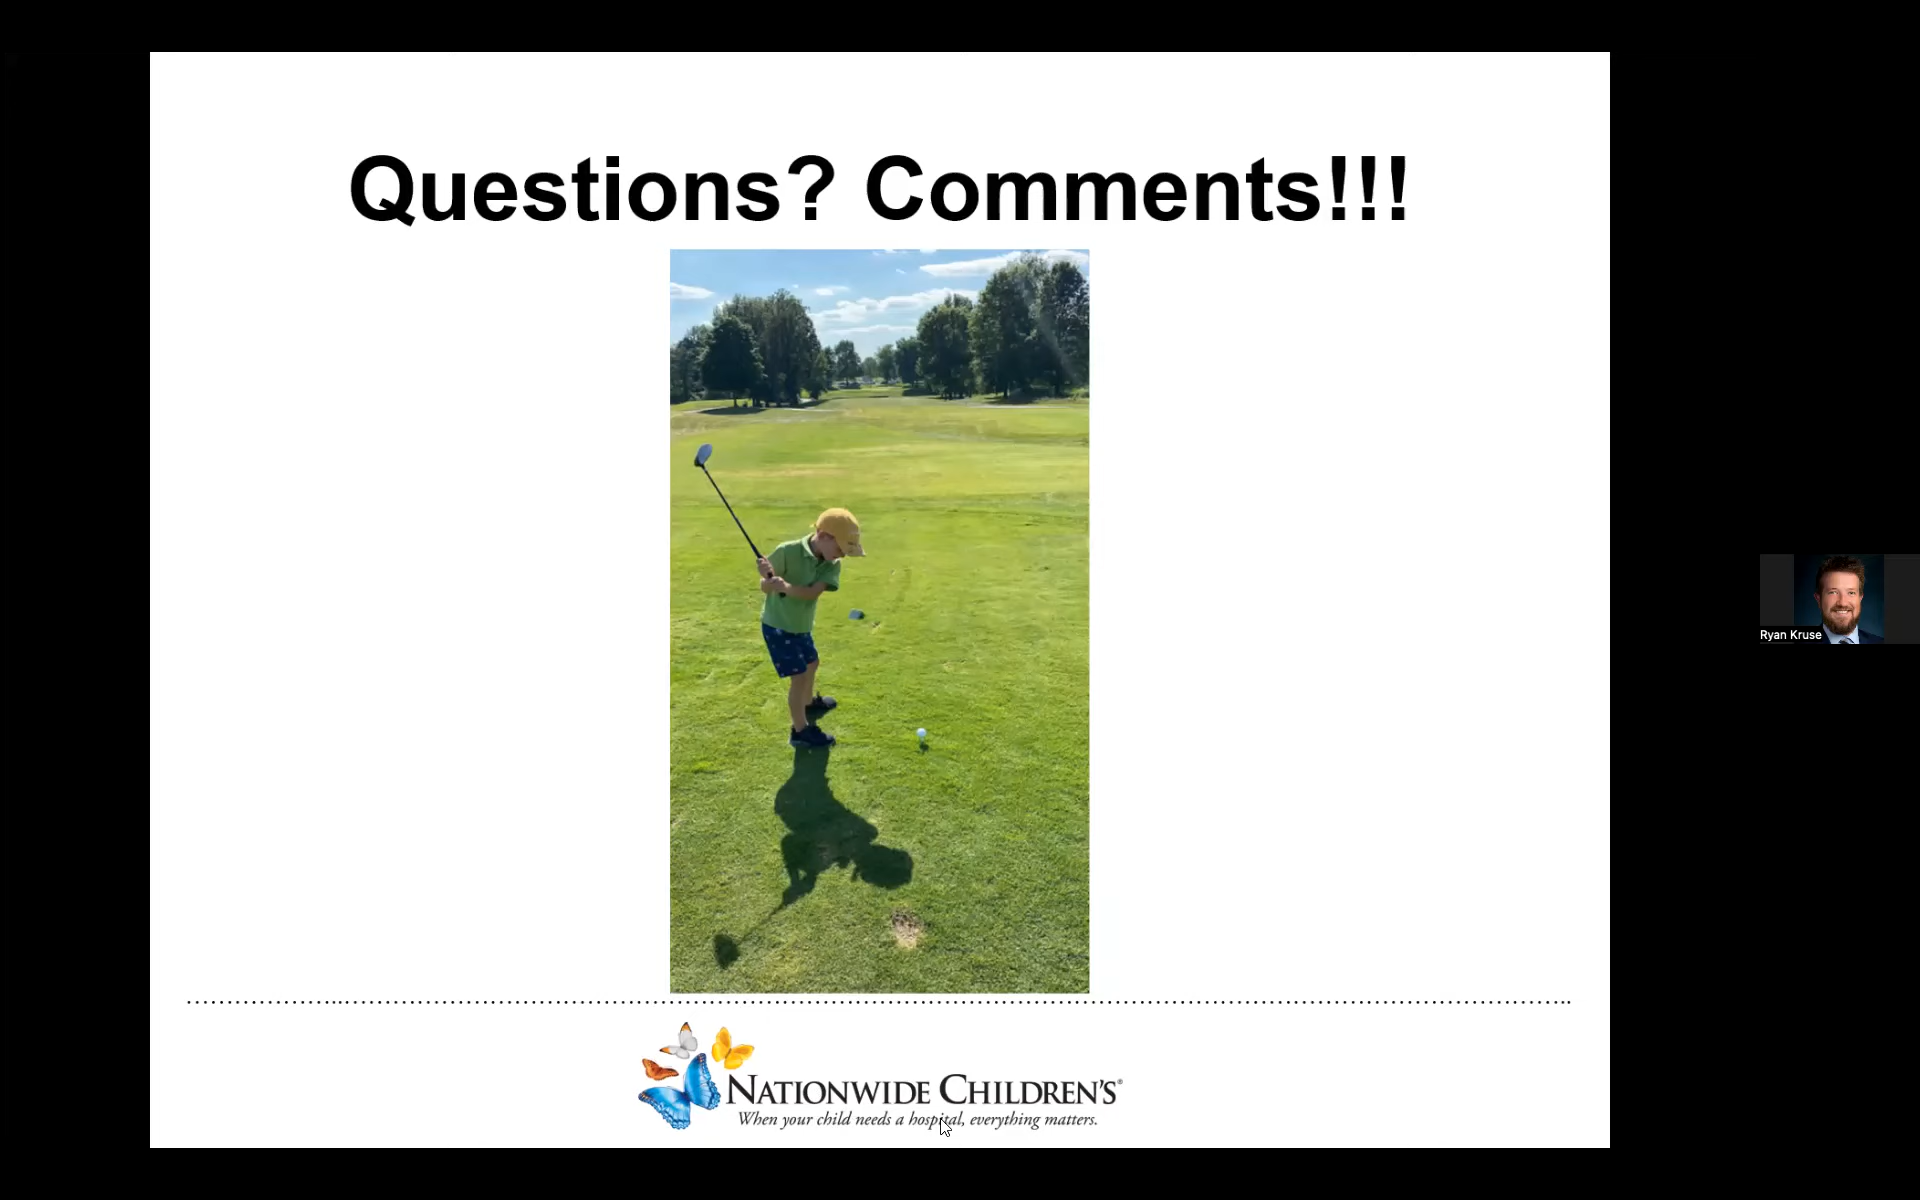 Questions? Comments!!!
Ryan Kruse
NATIONWIDE CHILDREN'S®
When your child needs a hospital, everything matters.